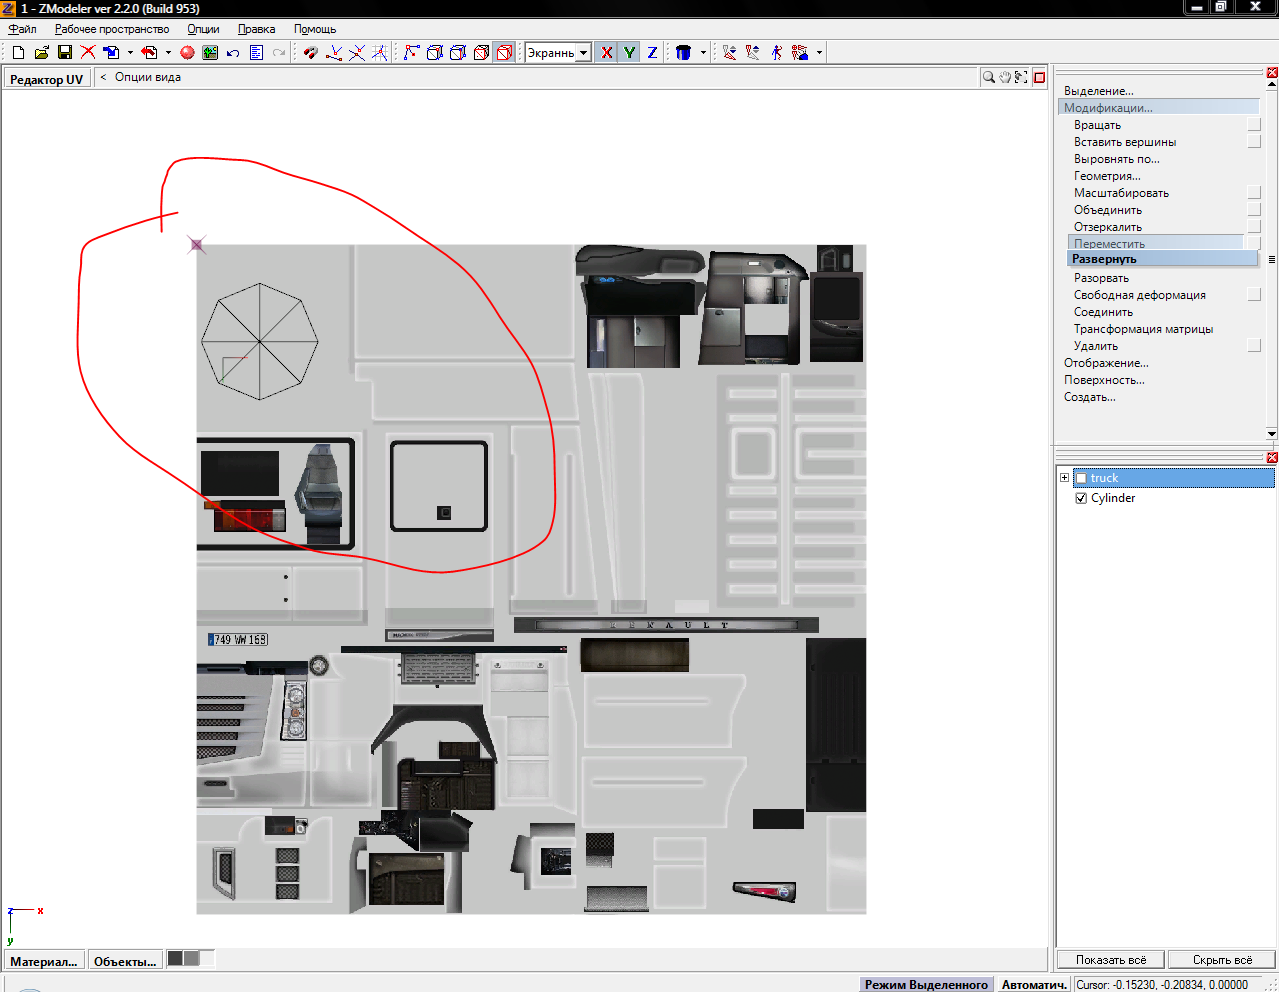 1 - ZModeler ver 2.2.0 (Build 953)
Файл Рабочее пространство Опции Правка Помощь
Экраннь X Y Z
Редактор UV < Опции вида
Выделение...
Модификации...
Вращать
Вставить вершины
Выровнять по...
Геометрия...
Масштабировать
Объединить
Отзеркалить
Переместить
Развернуть
Разорвать
Свободная деформация
Соединить
Трансформация матрицы
Удалить
Отображение...
Поверхность...
Создать...
truck
Cylinder
RENAULT
749 WW 169
z x
y
Материал... Объекты...
Показать всё Скрыть всё
Режим Выделенного Автоматич. Cursor: -0.15230, -0.20834, 0.00000